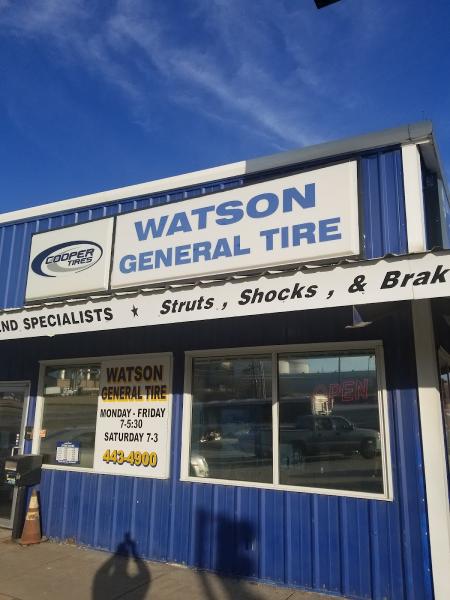 WATSON
GENERAL TIRE
COOPER
TIRES
SPECIALISTS ★ Struts, Shocks, & Brak
WATSON
GENERAL TIRE
MONDAY - FRIDAY
7-5:30
SATURDAY 7-3
443-4900
OPEN